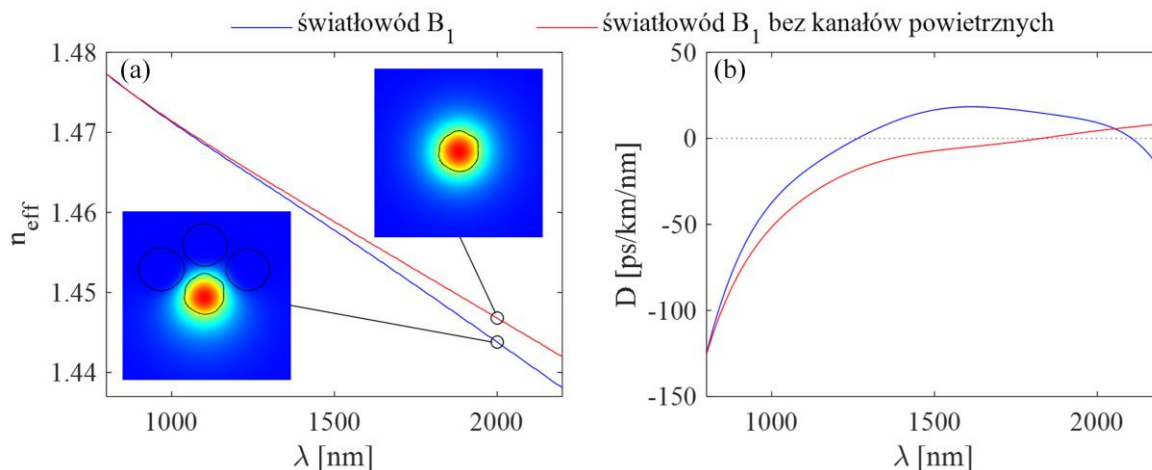 światłowód B₁
światłowód B₁ bez kanałów powietrznych
(a)
1.48
1.47
1.46
1.45
1.44
n_eff
1000
1500
2000
λ [nm]
(b)
50
0
-50
-100
-150
D [ps/km/nm]
1000
1500
2000
λ [nm]